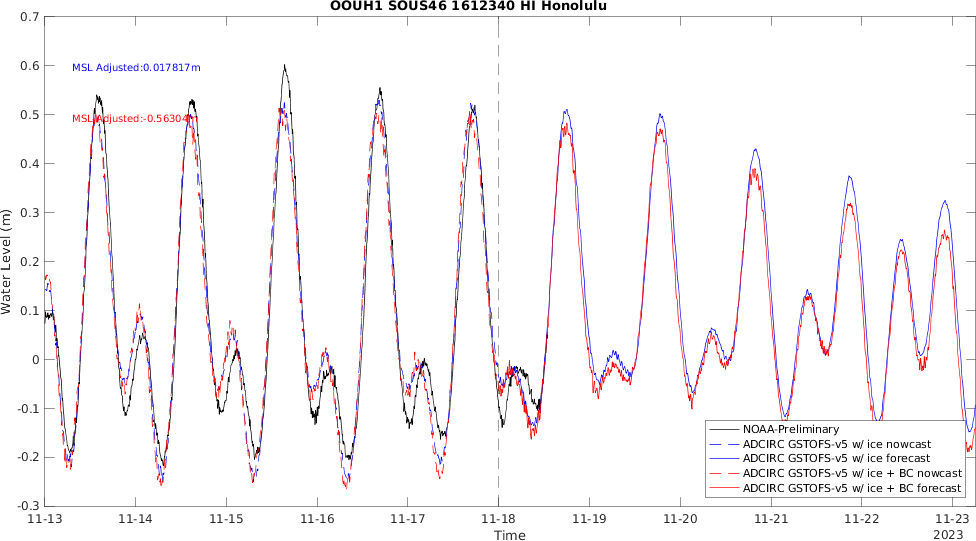 OOUH1 SOUS46 1612340 HI Honolulu
0.7
0.6
0.5
0.4
0.3
0.2
0.1
0
-0.1
-0.2
-0.3
Water Level (m)
MSL Adjusted:0.017817m
MSL Adjusted:-0.56304
NOAA-Preliminary
ADCIRC GSTOFS-v5 w/ ice nowcast
ADCIRC GSTOFS-v5 w/ ice forecast
ADCIRC GSTOFS-v5 w/ ice + BC nowcast
ADCIRC GSTOFS-v5 w/ ice + BC forecast
11-13 11-14 11-15 11-16 11-17 11-18 11-19 11-20 11-21 11-22 11-23
Time
2023